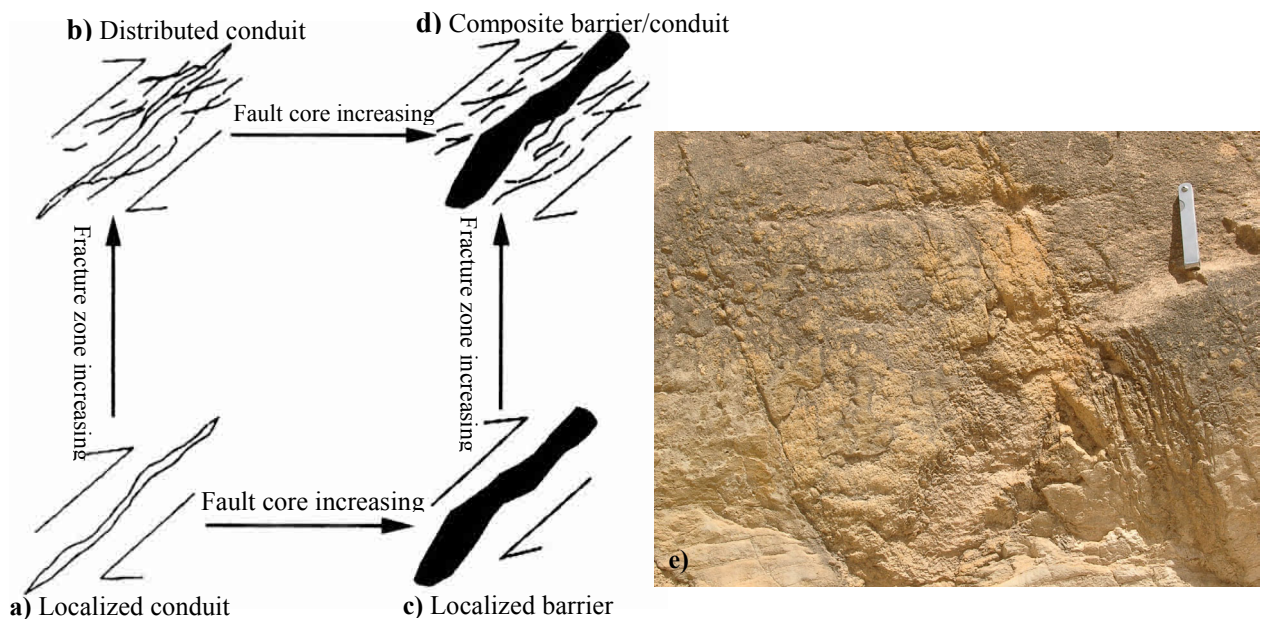 b) Distributed conduit
d) Composite barrier/conduit
Fault core increasing
Fracture zone increasing
Fracture zone increasing
Fault core increasing
a) Localized conduit
c) Localized barrier
e)